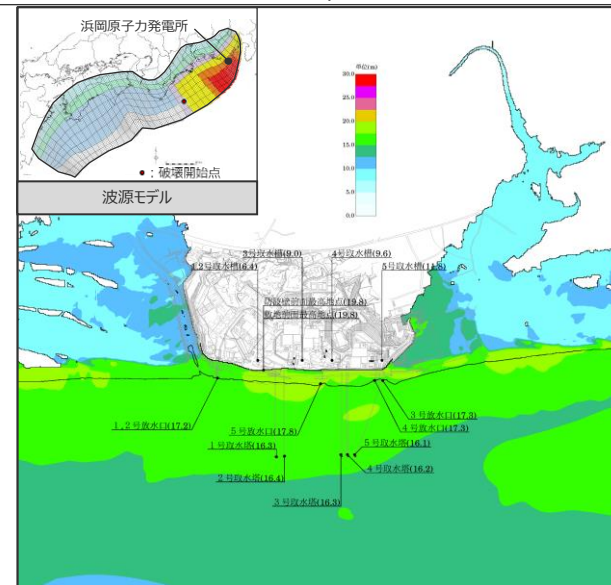 浜岡原子力発電所
●：破壊開始点
波源モデル
単位(m)
30.0
25.0
20.0
15.0
10.0
5.0
0.0
3号取水槽(9.0)
4号取水槽(9.6)
1,2号取水槽(6.4)
5号取水槽(11.8)
防波壁前面最高地点(19.8)
敷地前面最高地点(19.8)
1,2号放水口(17.2)
5号放水口(17.8)
3号放水口(17.3)
4号放水口(17.3)
1号取水塔(16.3)
5号取水塔(16.1)
2号取水塔(16.4)
4号取水塔(16.2)
3号取水塔(16.3)